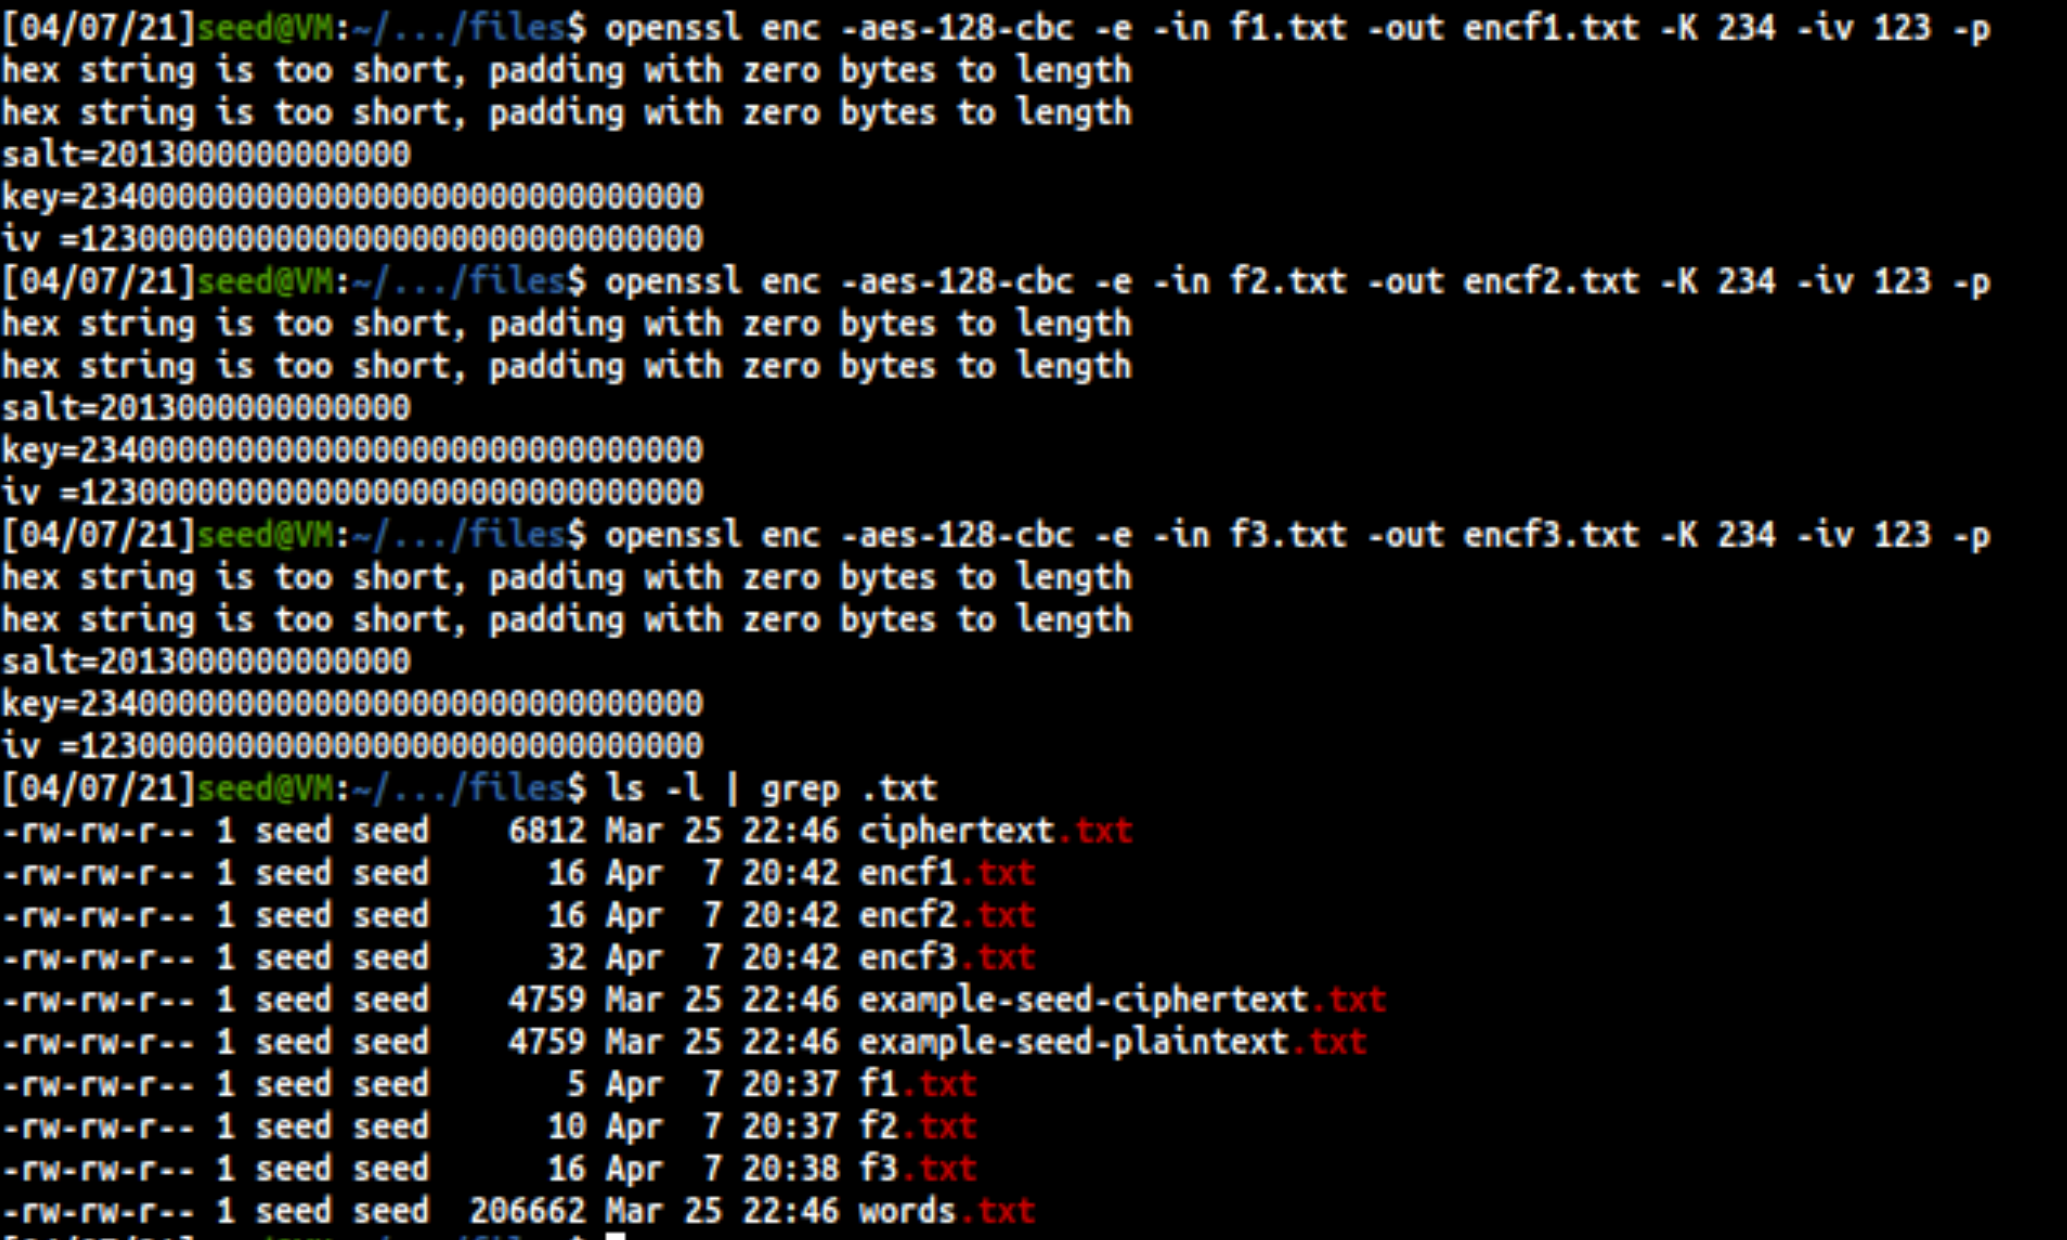 [04/07/21]seed@VM:~/.../files$ openssl enc -aes-128-cbc -e -in f1.txt -out encf1.txt -K 234 -iv 123 -p
hex string is too short, padding with zero bytes to length
hex string is too short, padding with zero bytes to length
salt=2013000000000000
key=23400000000000000000000000000000
iv =12300000000000000000000000000000
[04/07/21]seed@VM:~/.../files$ openssl enc -aes-128-cbc -e -in f2.txt -out encf2.txt -K 234 -iv 123 -p
hex string is too short, padding with zero bytes to length
hex string is too short, padding with zero bytes to length
salt=2013000000000000
key=23400000000000000000000000000000
iv =12300000000000000000000000000000
[04/07/21]seed@VM:~/.../files$ openssl enc -aes-128-cbc -e -in f3.txt -out encf3.txt -K 234 -iv 123 -p
hex string is too short, padding with zero bytes to length
hex string is too short, padding with zero bytes to length
salt=2013000000000000
key=23400000000000000000000000000000
iv =12300000000000000000000000000000
[04/07/21]seed@VM:~/.../files$ ls -l | grep .txt
-rw-rw-r-- 1 seed seed    6812 Mar 25 22:46 ciphertext.txt
-rw-rw-r-- 1 seed seed      16 Apr  7 20:42 encf1.txt
-rw-rw-r-- 1 seed seed      16 Apr  7 20:42 encf2.txt
-rw-rw-r-- 1 seed seed      32 Apr  7 20:42 encf3.txt
-rw-rw-r-- 1 seed seed    4759 Mar 25 22:46 example-seed-ciphertext.txt
-rw-rw-r-- 1 seed seed    4759 Mar 25 22:46 example-seed-plaintext.txt
-rw-rw-r-- 1 seed seed       5 Apr  7 20:37 f1.txt
-rw-rw-r-- 1 seed seed      10 Apr  7 20:37 f2.txt
-rw-rw-r-- 1 seed seed      16 Apr  7 20:38 f3.txt
-rw-rw-r-- 1 seed seed  206662 Mar 25 22:46 words.txt